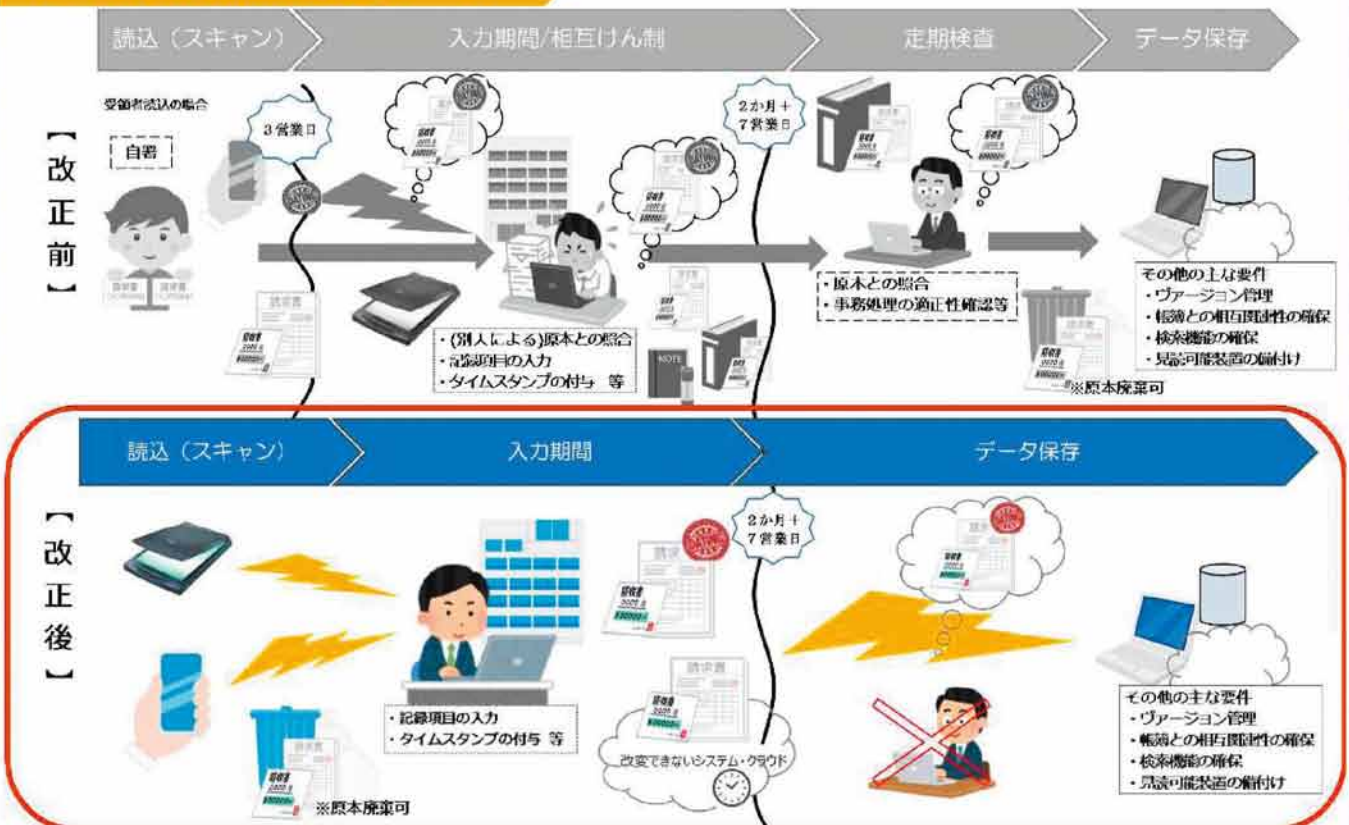 読込（スキャン）
入力期間/相互けん制
定期検査
データ保存
【改正前】
受領者読込の場合
自署
3営業日
2か月＋
7営業日
請求書
領収書
NOTE
・(別人による)原本との照合
・記録項目の入力
・タイムスタンプの付与 等
・原本との照合
・事務処理の適正性確認等
※原本廃棄可
その他の主な要件
・ヴァージョン管理
・帳簿との相互関連性の確保
・検索機能の確保
・見読可能装置の備付け
読込（スキャン）
入力期間
データ保存
【改正後】
2か月＋
7営業日
請求書
領収書
・記録項目の入力
・タイムスタンプの付与 等
改変できないシステム・クラウド
※原本廃棄可
その他の主な要件
・ヴァージョン管理
・帳簿との相互関連性の確保
・検索機能の確保
・見読可能装置の備付け